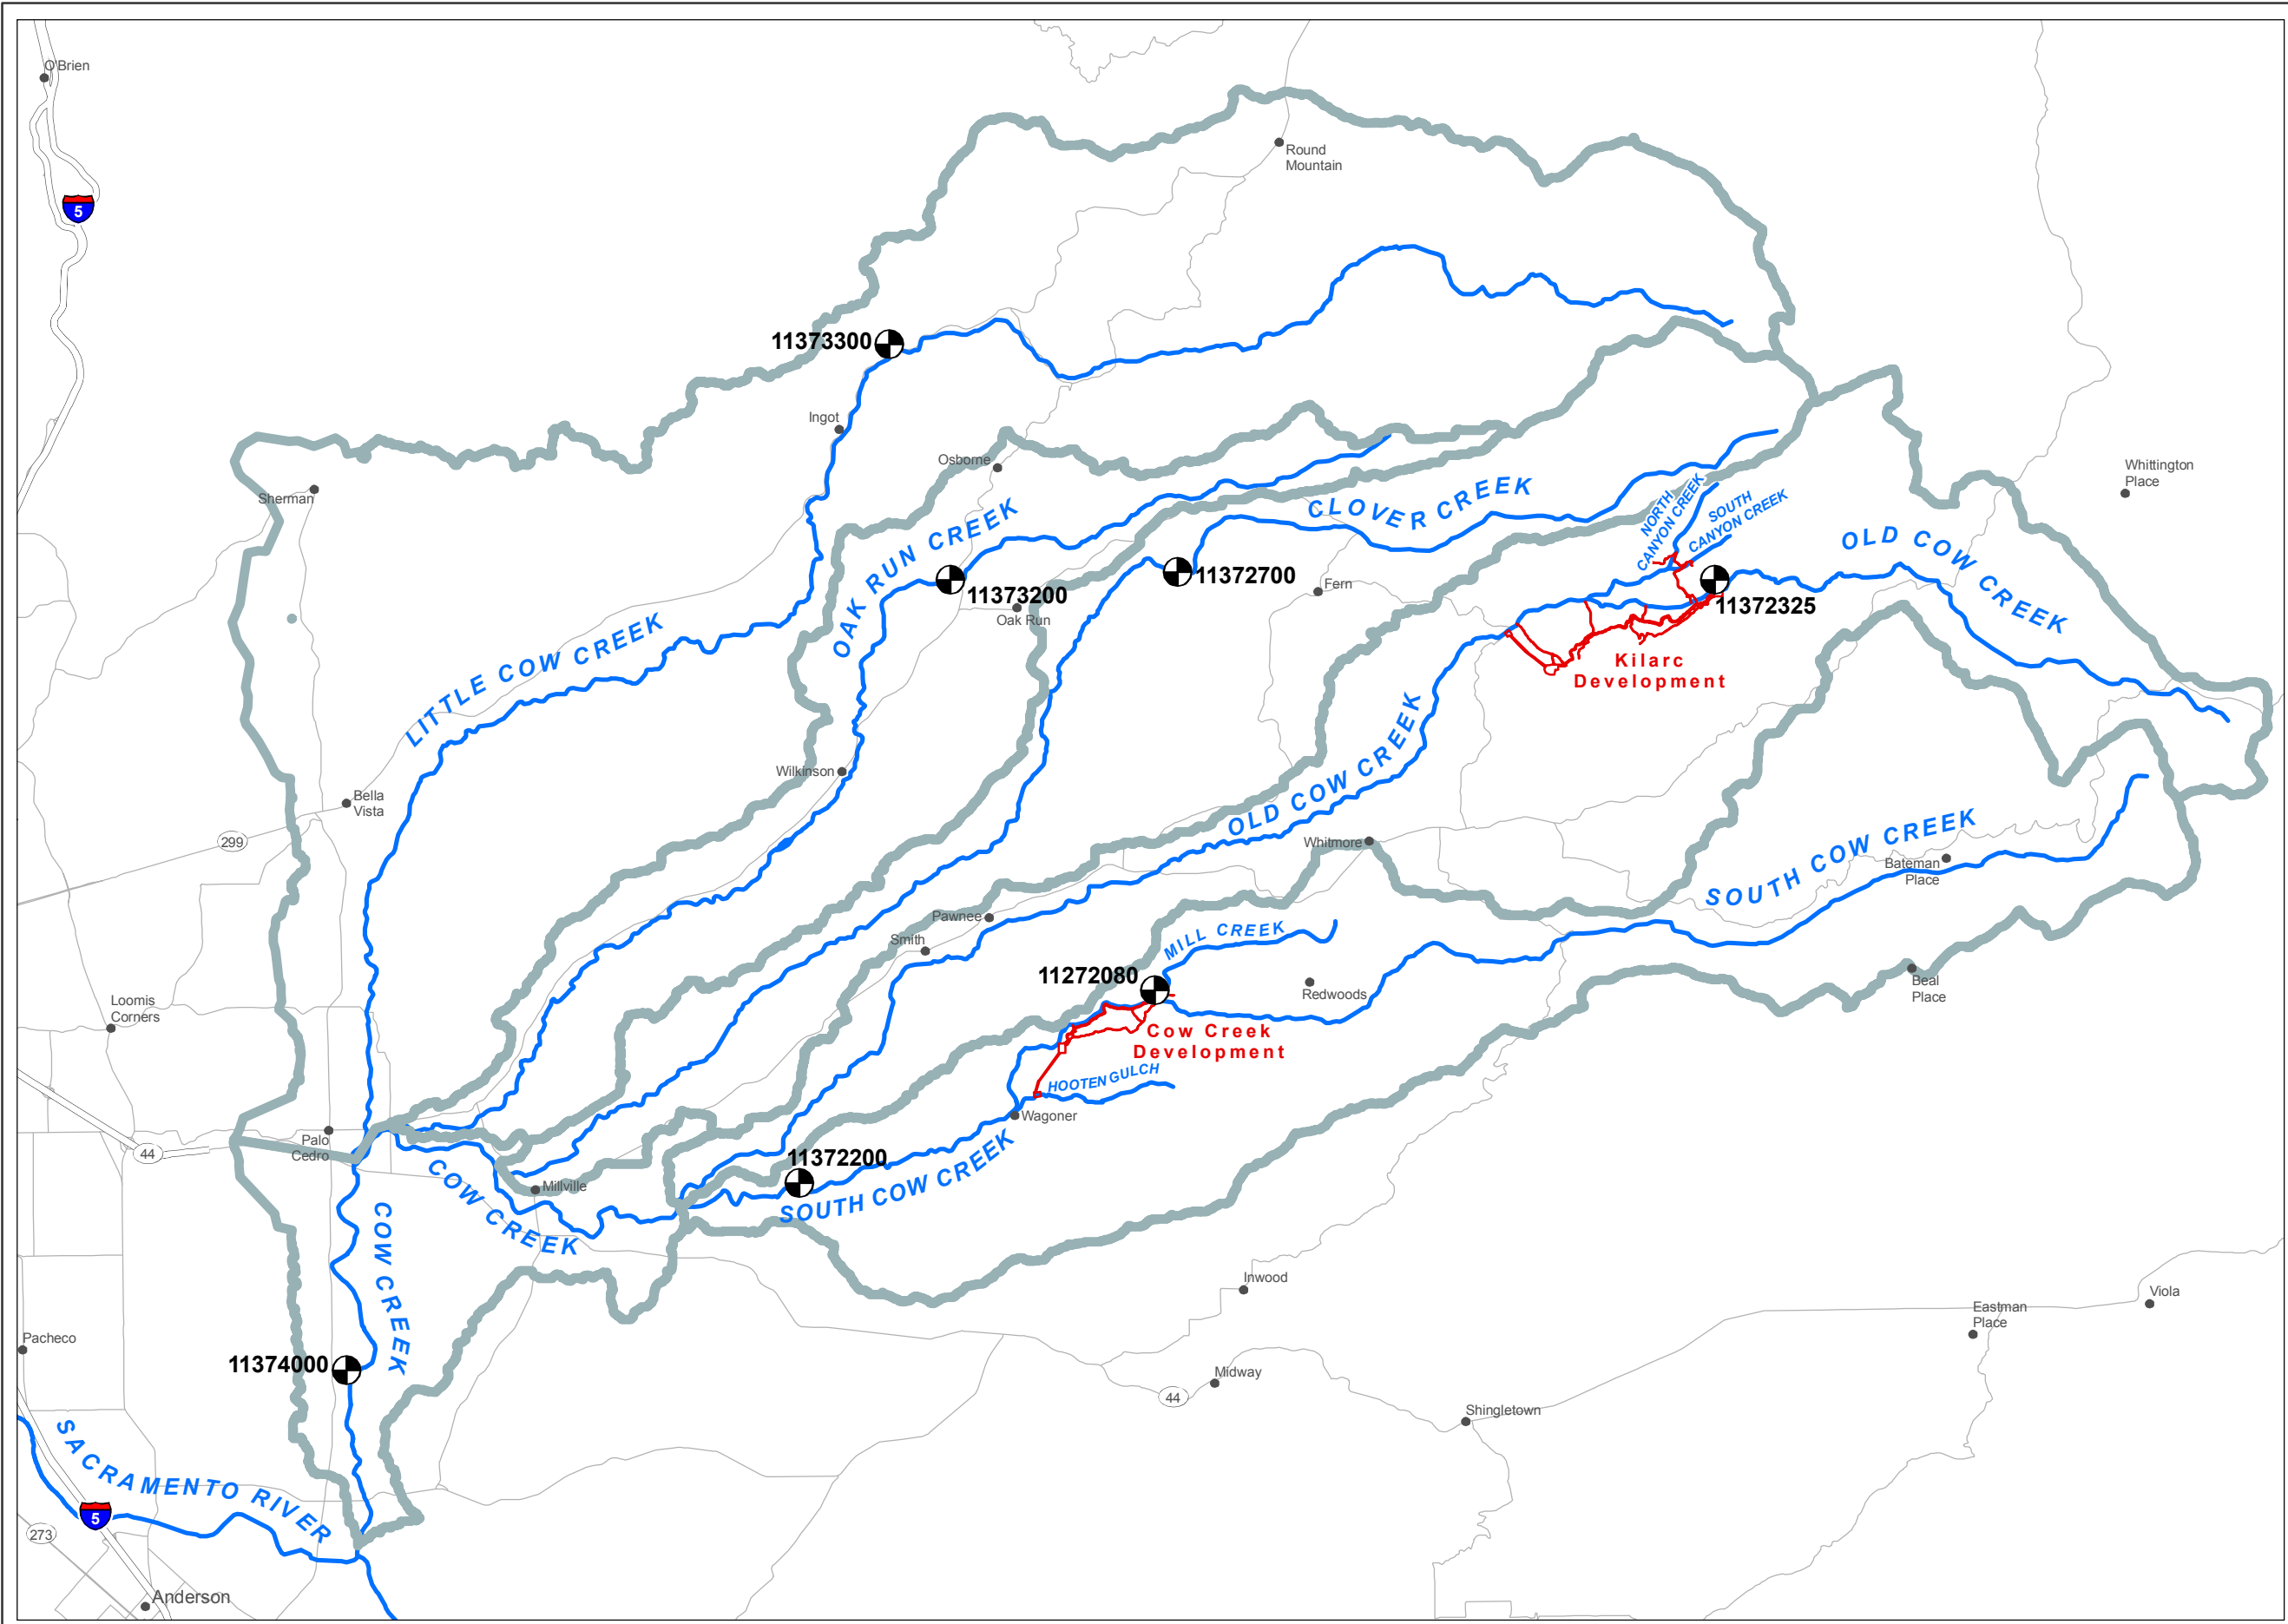 O'Brien
5
Round
Mountain
11373300
Ingot
Osborne
Sherman
Whittington
Place
OAK RUN CREEK
CLOVER CREEK
NORTH
CANYON CREEK
SOUTH
CANYON CREEK
OLD COW CREEK
11373200
Oak Run
11372700
Fern
11372325
Kilarc
Development
LITTLE COW CREEK
Wilkinson
Bella
Vista
299
OLD COW CREEK
Whitmore
SOUTH COW CREEK
Bateman
Place
Pawnee
Smith
MILL CREEK
11272080
Redwoods
Beal
Place
Loomis
Corners
Cow Creek
Development
HOOTEN GULCH
Wagoner
Palo
Cedro
44
11372200
SOUTH COW CREEK
Millville
COW CREEK
COW CREEK
Inwood
Viola
Eastman
Place
Pacheco
11374000
Midway
44
Shingletown
SACRAMENTO RIVER
5
273
Anderson